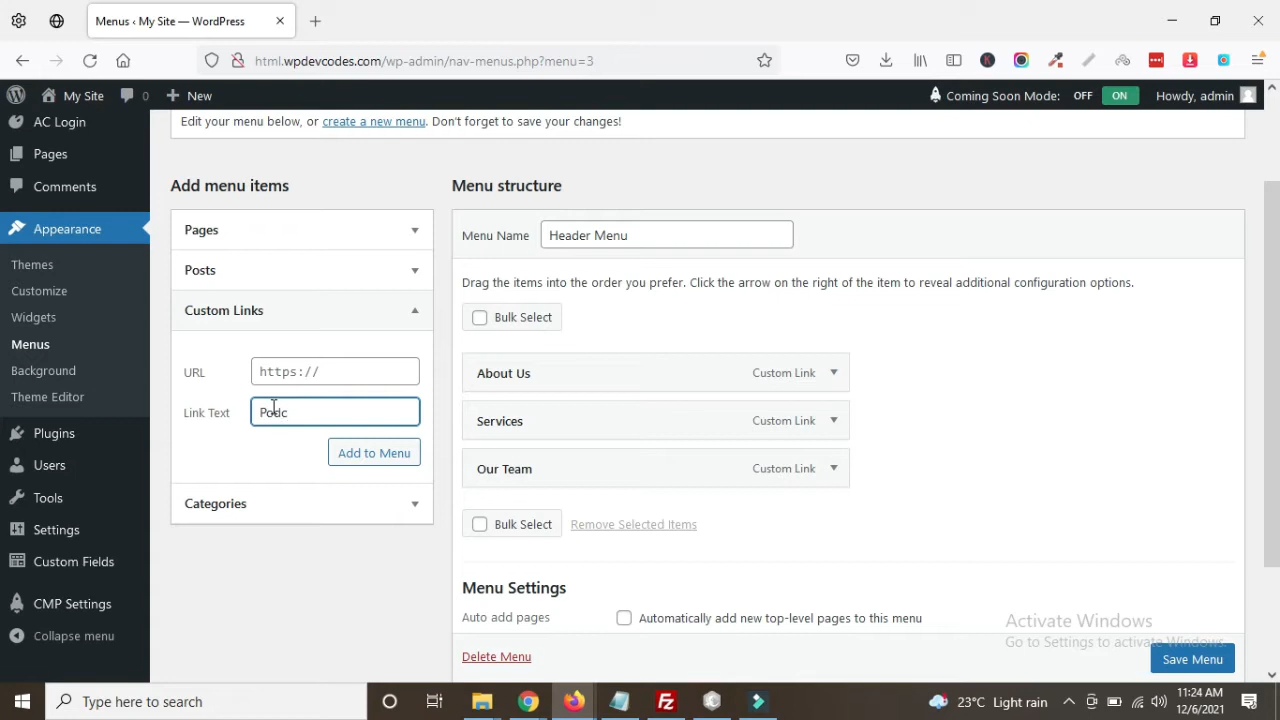 Menus ‹ My Site — WordPress
html.wpdevcodes.com/wp-admin/nav-menus.php?menu=3
My Site
0
New
Coming Soon Mode: OFF ON
Howdy, admin
AC Login
Pages
Comments
Appearance
Themes
Customize
Widgets
Menus
Background
Theme Editor
Plugins
Users
Tools
Settings
Custom Fields
CMP Settings
Collapse menu
Edit your menu below, or create a new menu. Don't forget to save your changes!
Add menu items
Pages
Posts
Custom Links
URL https://
Link Text Podc
Add to Menu
Categories
Menu structure
Menu Name Header Menu
Drag the items into the order you prefer. Click the arrow on the right of the item to reveal additional configuration options.
Bulk Select
About Us Custom Link
Services Custom Link
Our Team Custom Link
Bulk Select Remove Selected Items
Menu Settings
Auto add pages Automatically add new top-level pages to this menu
Delete Menu
Save Menu
Activate Windows
Go to Settings to activate Windows.
Type here to search
23°C Light rain
11:24 AM
12/6/2021